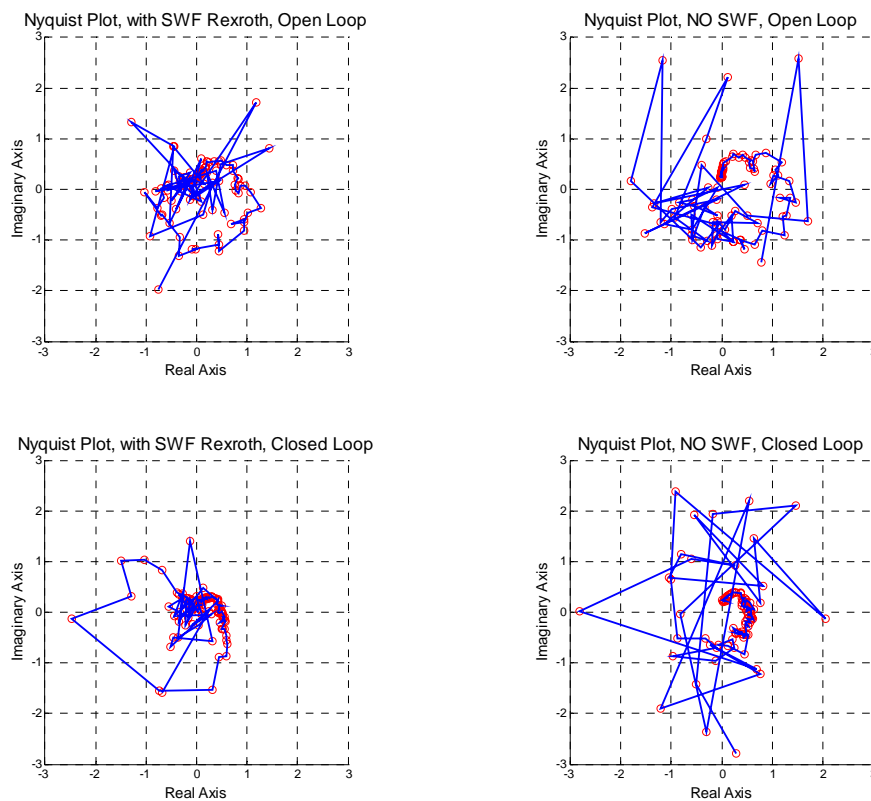 Nyquist Plot, with SWF Rexroth, Open Loop
3
2
1
0
-1
-2
-3
Imaginary Axis
-3 -2 -1 0 1 2 3
Real Axis
Nyquist Plot, NO SWF, Open Loop
3
2
1
0
-1
-2
-3
Imaginary Axis
-3 -2 -1 0 1 2 3
Real Axis
Nyquist Plot, with SWF Rexroth, Closed Loop
3
2
1
0
-1
-2
-3
Imaginary Axis
-3 -2 -1 0 1 2 3
Real Axis
Nyquist Plot, NO SWF, Closed Loop
3
2
1
0
-1
-2
-3
Imaginary Axis
-3 -2 -1 0 1 2 3
Real Axis